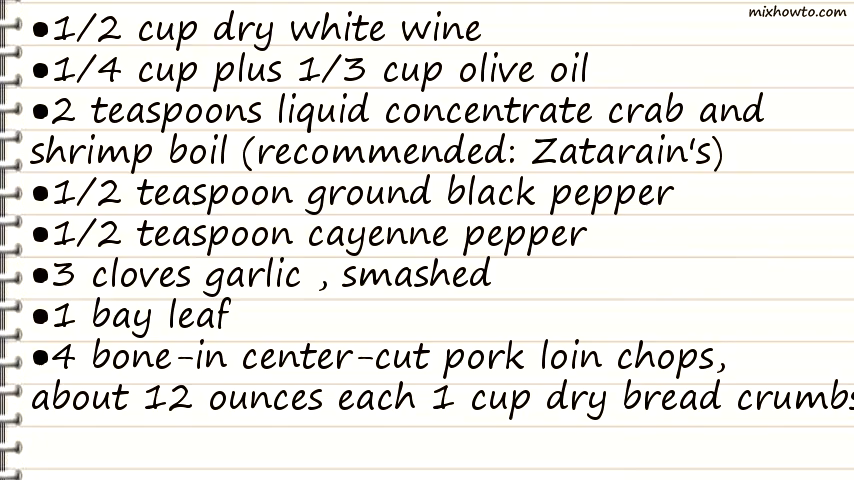 mixhowto.com
•1/2 cup dry white wine
•1/4 cup plus 1/3 cup olive oil
•2 teaspoons liquid concentrate crab and
shrimp boil (recommended: Zatarain's)
•1/2 teaspoon ground black pepper
•1/2 teaspoon cayenne pepper
•3 cloves garlic , smashed
•1 bay leaf
•4 bone-in center-cut pork loin chops,
about 12 ounces each 1 cup dry bread crumbs